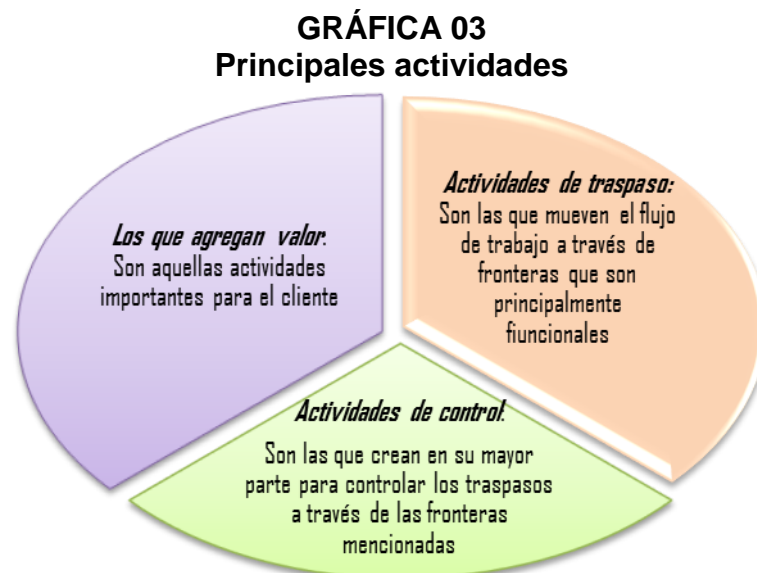 GRÁFICA 03
Principales actividades
Los que agregan valor.
Son aquellas actividades
importantes para el cliente
Actividades de traspaso:
Son las que mueven el flujo
de trabajo a través de
fronteras que son
principalmente
fiuncionales
Actividades de control.
Son las que crean en su mayor
parte para controlar los traspasos
a través de las fronteras
mencionadas